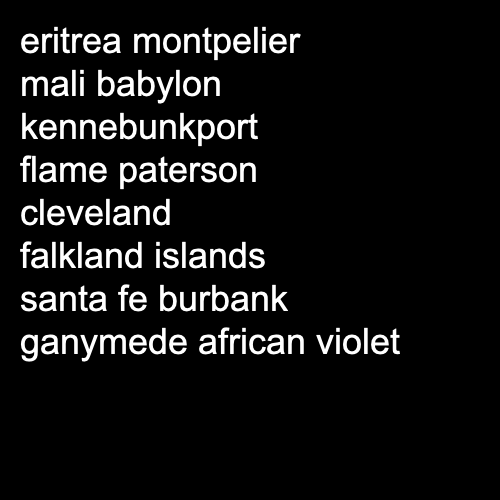 eritrea montpelier
mali babylon
kennebunkport
flame paterson
cleveland
falkland islands
santa fe burbank
ganymede african violet